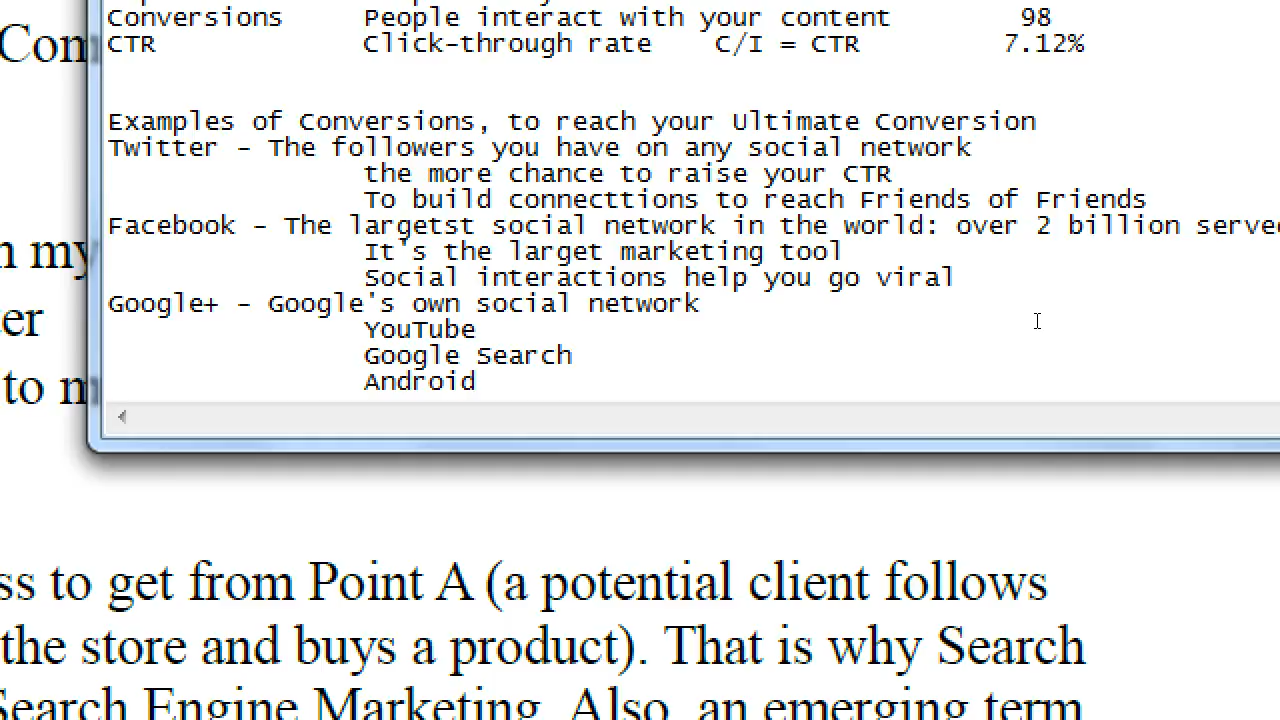 Conversions People interact with your content 98
CTR Click-through rate C/I = CTR 7.12%
Examples of Conversions, to reach your Ultimate Conversion
Twitter - The followers you have on any social network
the more chance to raise your CTR
To build connecttions to reach Friends of Friends
Facebook - The largetst social network in the world: over 2 billion served
It's the larget marketing tool
Social interactions help you go viral
Google+ - Google's own social network
YouTube
Google Search
Android
my
to
ss to get from Point A (a potential client follows
the store and buys a product). That is why Search
Search Engine Marketing. Also, an emerging term